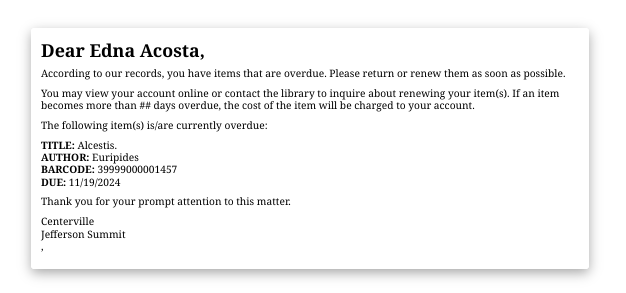 Dear Edna Acosta,
According to our records, you have items that are overdue. Please return or renew them as soon as possible.
You may view your account online or contact the library to inquire about renewing your item(s). If an item
becomes more than ## days overdue, the cost of the item will be charged to your account.
The following item(s) is/are currently overdue:
TITLE: Alcestis.
AUTHOR: Euripides
BARCODE: 39999000001457
DUE: 11/19/2024
Thank you for your prompt attention to this matter.
Centerville
Jefferson Summit
,